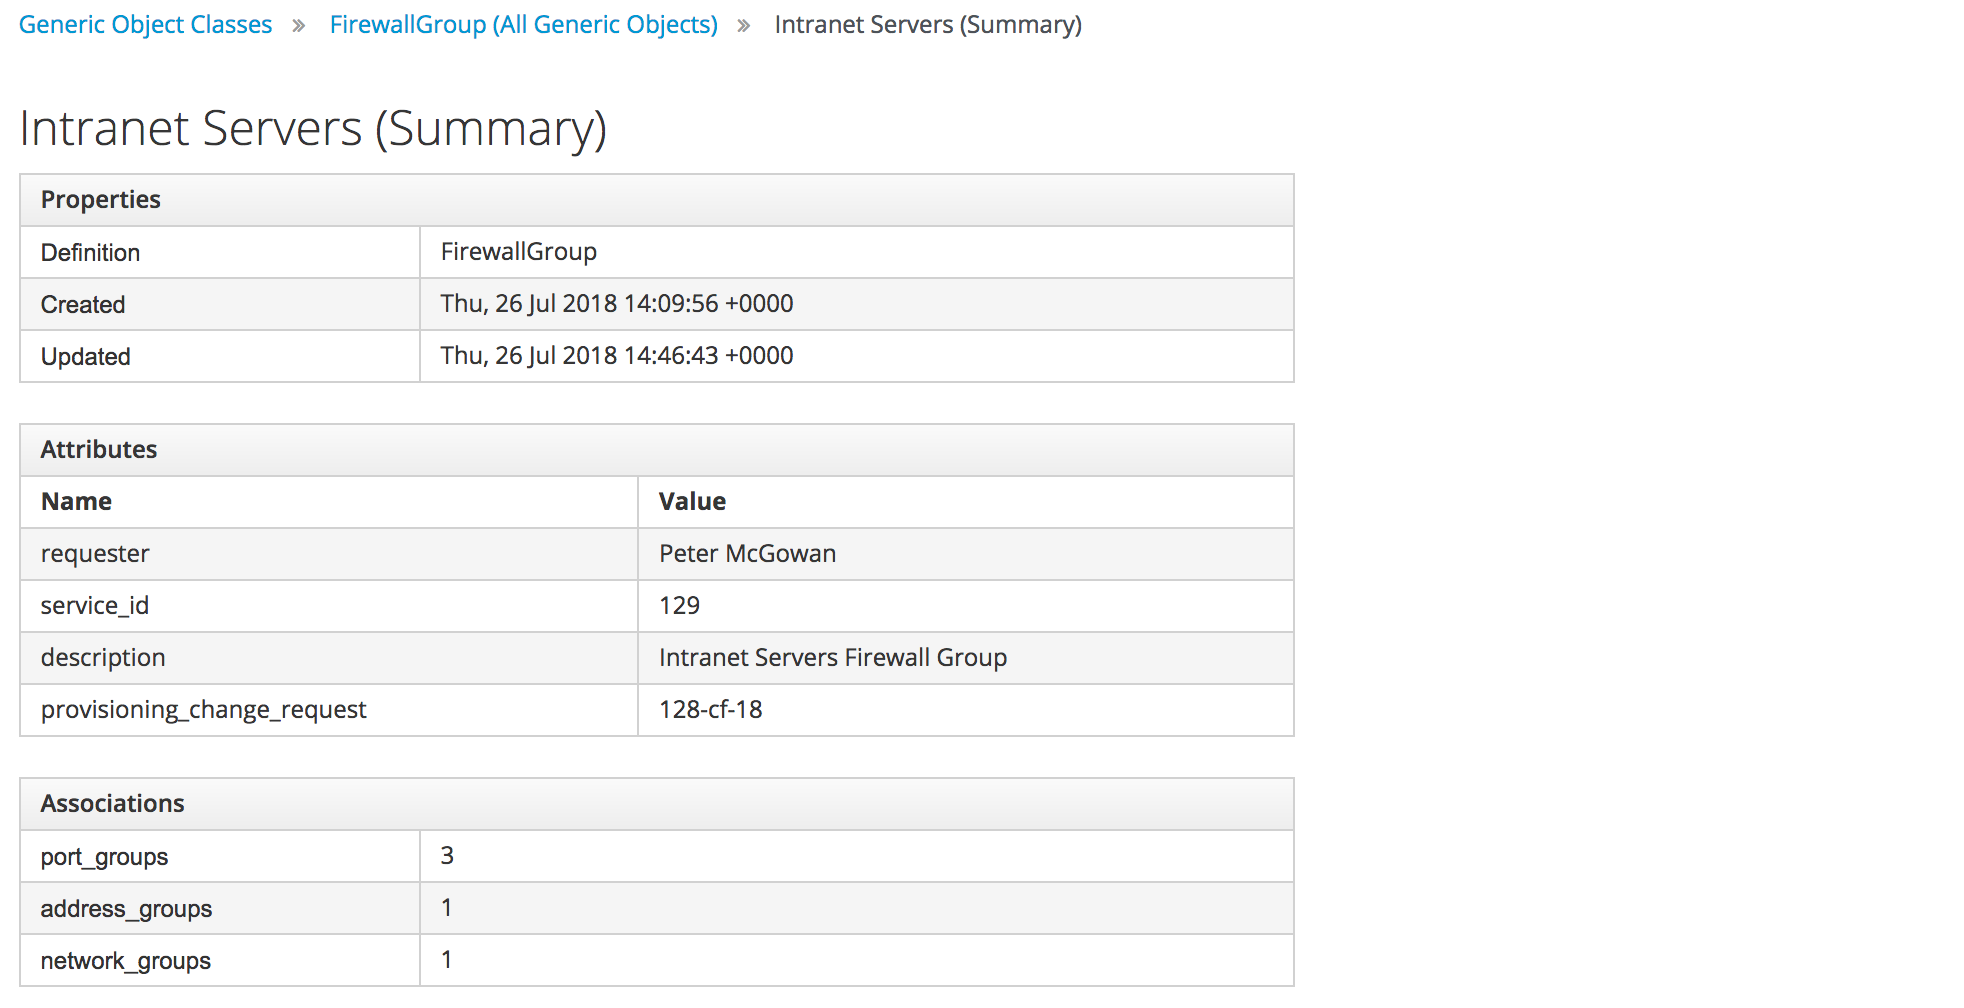 Generic Object Classes » FirewallGroup (All Generic Objects) » Intranet Servers (Summary)
Intranet Servers (Summary)
Properties
Definition FirewallGroup
Created Thu, 26 Jul 2018 14:09:56 +0000
Updated Thu, 26 Jul 2018 14:46:43 +0000
Attributes
Name Value
requester Peter McGowan
service_id 129
description Intranet Servers Firewall Group
provisioning_change_request 128-cf-18
Associations
port_groups 3
address_groups 1
network_groups 1